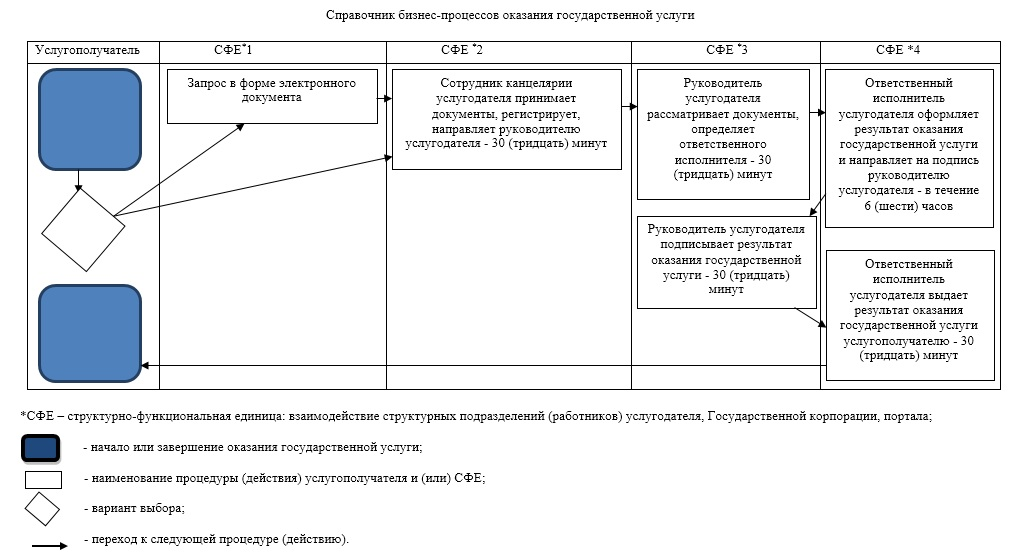 Справочник бизнес-процессов оказания государственной услуги
Услугополучатель
СФЕ*1
СФЕ *2
СФЕ *3
СФЕ *4
Запрос в форме электронного
документа
Сотрудник канцелярии
услугодателя принимает
документы, регистрирует,
направляет руководителю
услугодателя - 30 (тридцать) минут
Руководитель
услугодателя
рассматривает документы,
определяет
ответственного
исполнителя - 30
(тридцать) минут
Ответственный
исполнитель
услугодателя оформляет
результат оказания
государственной услуги
и направляет на подпись
руководителю
услугодателя - в течение
6 (шести) часов
Руководитель услугодателя
подписывает результат
оказания государственной
услуги - 30 (тридцать)
минут
Ответственный
исполнитель
услугодателя выдает
результат оказания
государственной услуги
услугополучателю - 30
(тридцать) минут
*СФЕ – структурно-функциональная единица: взаимодействие структурных подразделений (работников) услугодателя, Государственной корпорации, портала;
- начало или завершение оказания государственной услуги;
- наименование процедуры (действия) услугополучателя и (или) СФЕ;
- вариант выбора;
- переход к следующей процедуре (действию).